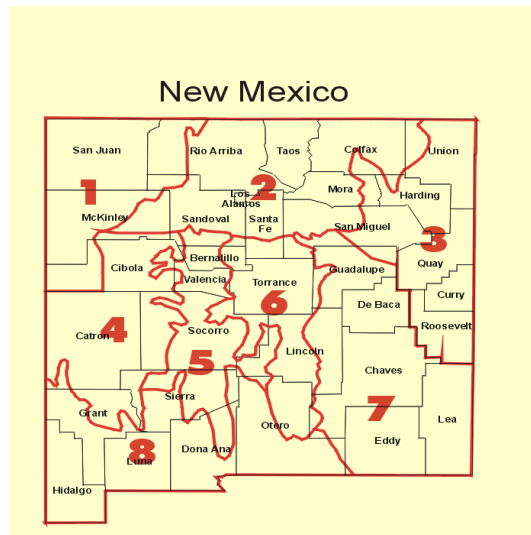 New Mexico
San Juan
Rio Arriba
Taos
Colfax
Union
1
2
Mora
Harding
Los
Alamos
McKinley
Sandoval
Santa
Fe
San Miguel
3
Bernalillo
Cibola
Guadalupe
Quay
Valencia
Torrance
Curry
6
De Baca
4
Catron
Socorro
Roosevelt
5
Lincoln
Chaves
Sierra
7
Grant
Otero
Lea
8
Dona Ana
Eddy
Luna
Hidalgo